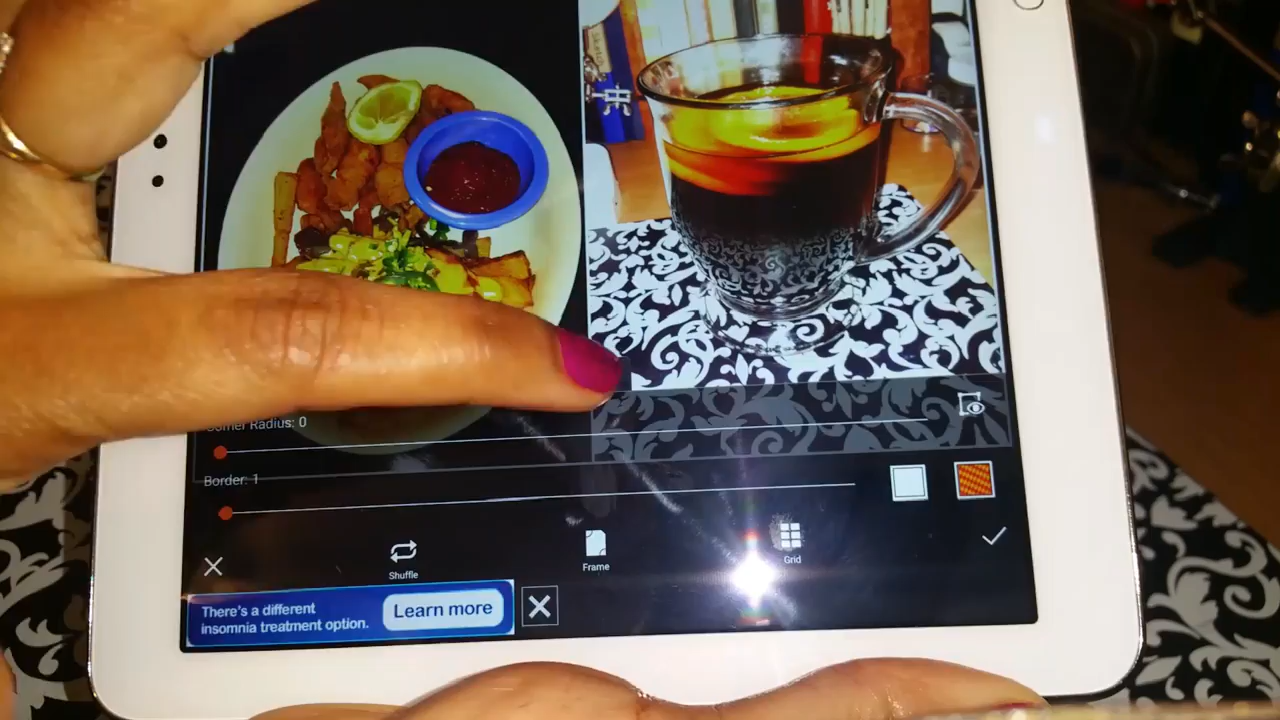 Corner Radius: 0
Border: 1
Shuffle
Frame
Grid
There's a different
insomnia treatment option.
Learn more